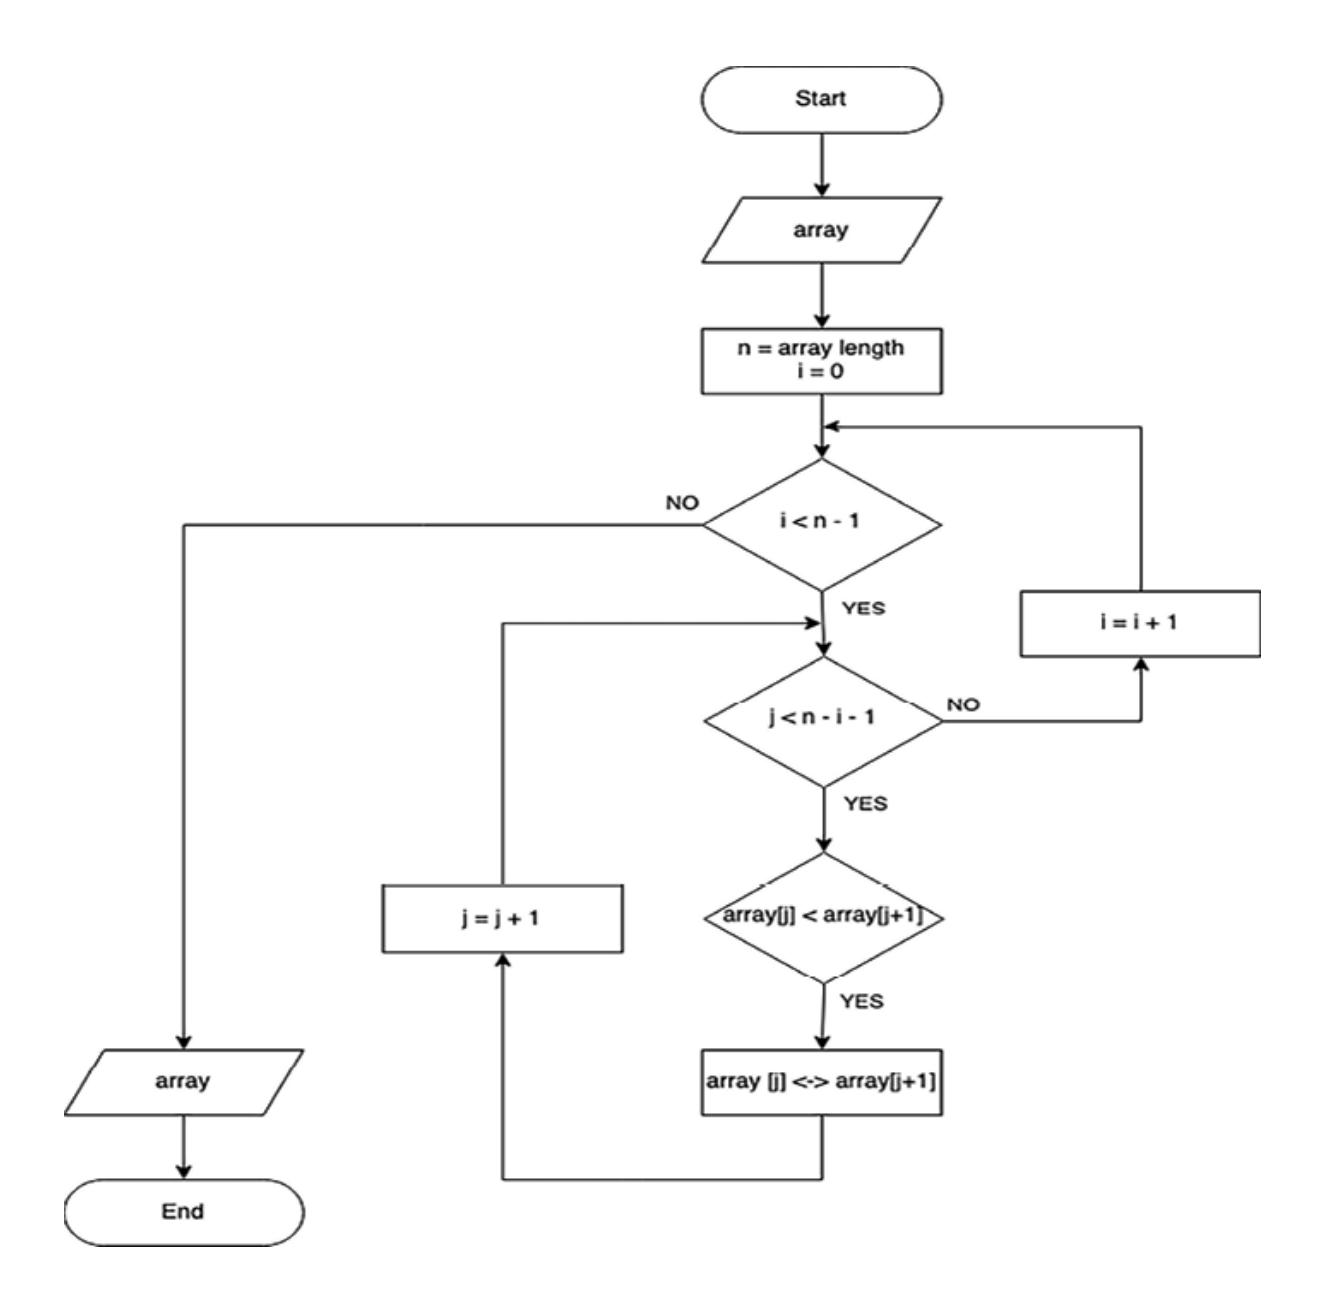 Start
array
n = array length
i = 0
NO
i < n - 1
YES
i = i + 1
j < n - i - 1
NO
YES
j = j + 1
array[j] < array[j+1]
YES
array
array [j] <-> array[j+1]
End